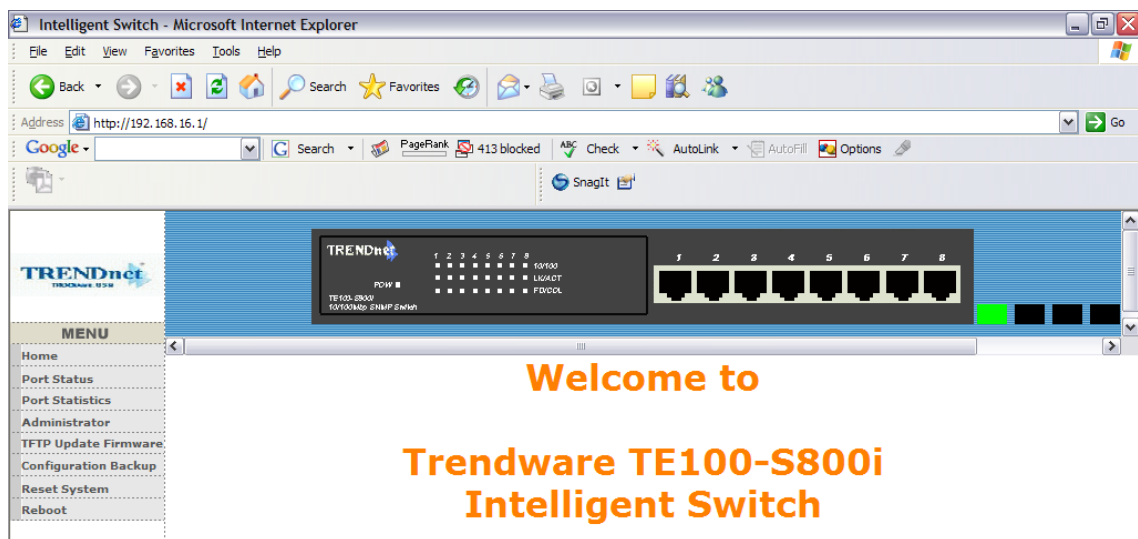 Intelligent Switch - Microsoft Internet Explorer
File Edit View Favorites Tools Help
Back Search Favorites
Address http://192.168.16.1/ Go
Google Search PageRank 413 blocked ABC Check AutoLink AutoFill Options
SnagIt
TRENDnet
TRENDnet
1 2 3 4 5 6 7 8
10/100
LK/ACT
FD/COL
POW
TE100-S800i
10/100Mbp SNMP Switch
1 2 3 4 5 6 7 8
MENU
Home
Port Status
Port Statistics
Administrator
TFTP Update Firmware
Configuration Backup
Reset System
Reboot
Welcome to
Trendware TE100-S800i
Intelligent Switch